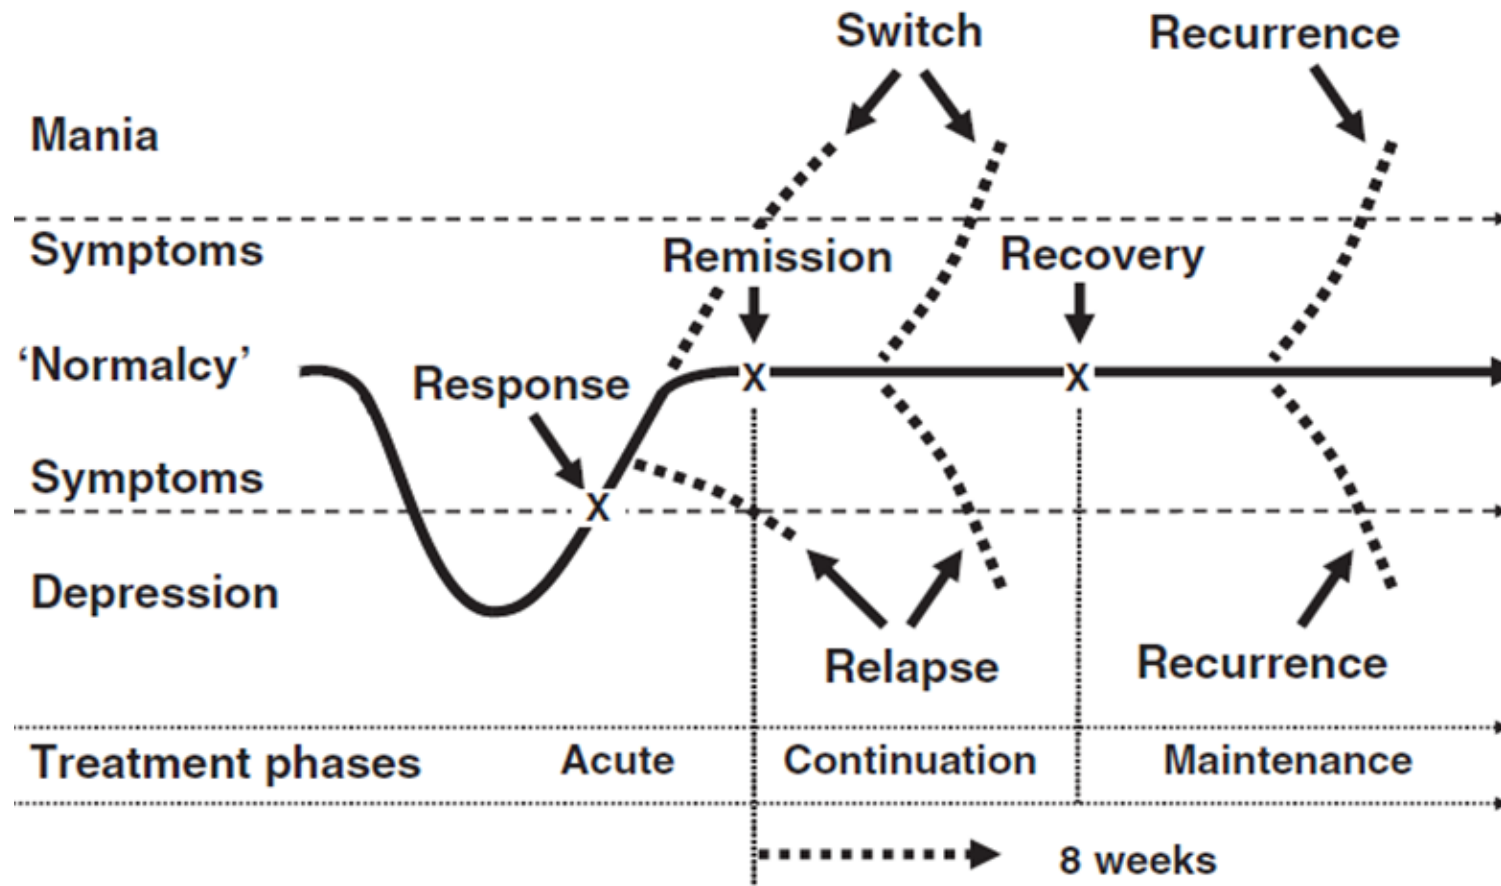 Switch
Recurrence
Mania
Symptoms
Remission
Recovery
‘Normalcy’
Response
X
X
Symptoms
X
Depression
Relapse
Recurrence
Treatment phases
Acute
Continuation
Maintenance
8 weeks